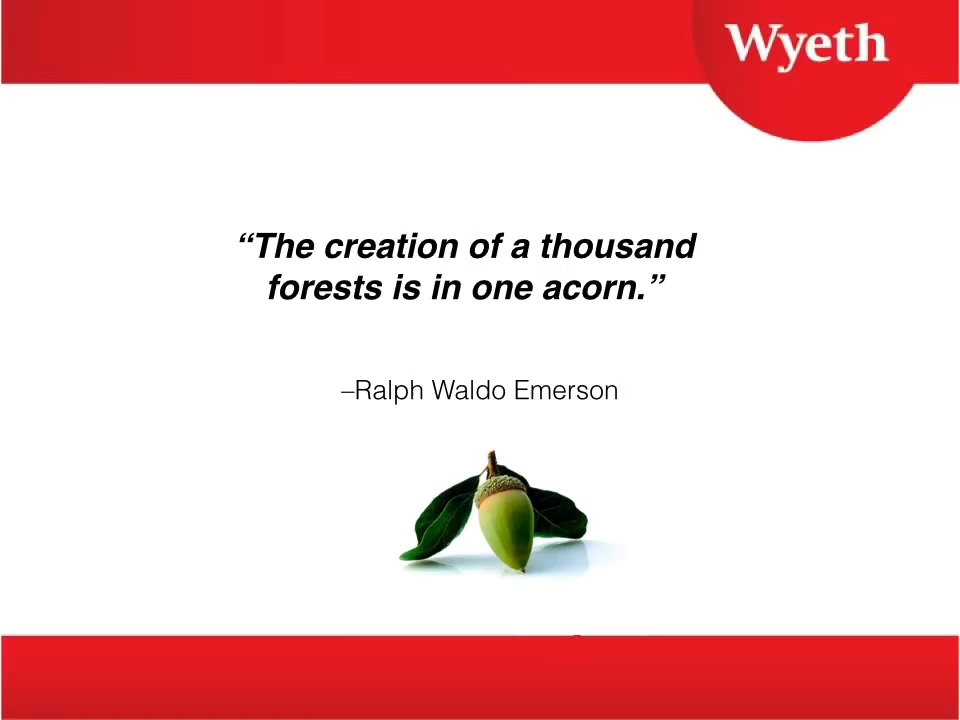 Wyeth
“The creation of a thousand
forests is in one acorn.”
–Ralph Waldo Emerson